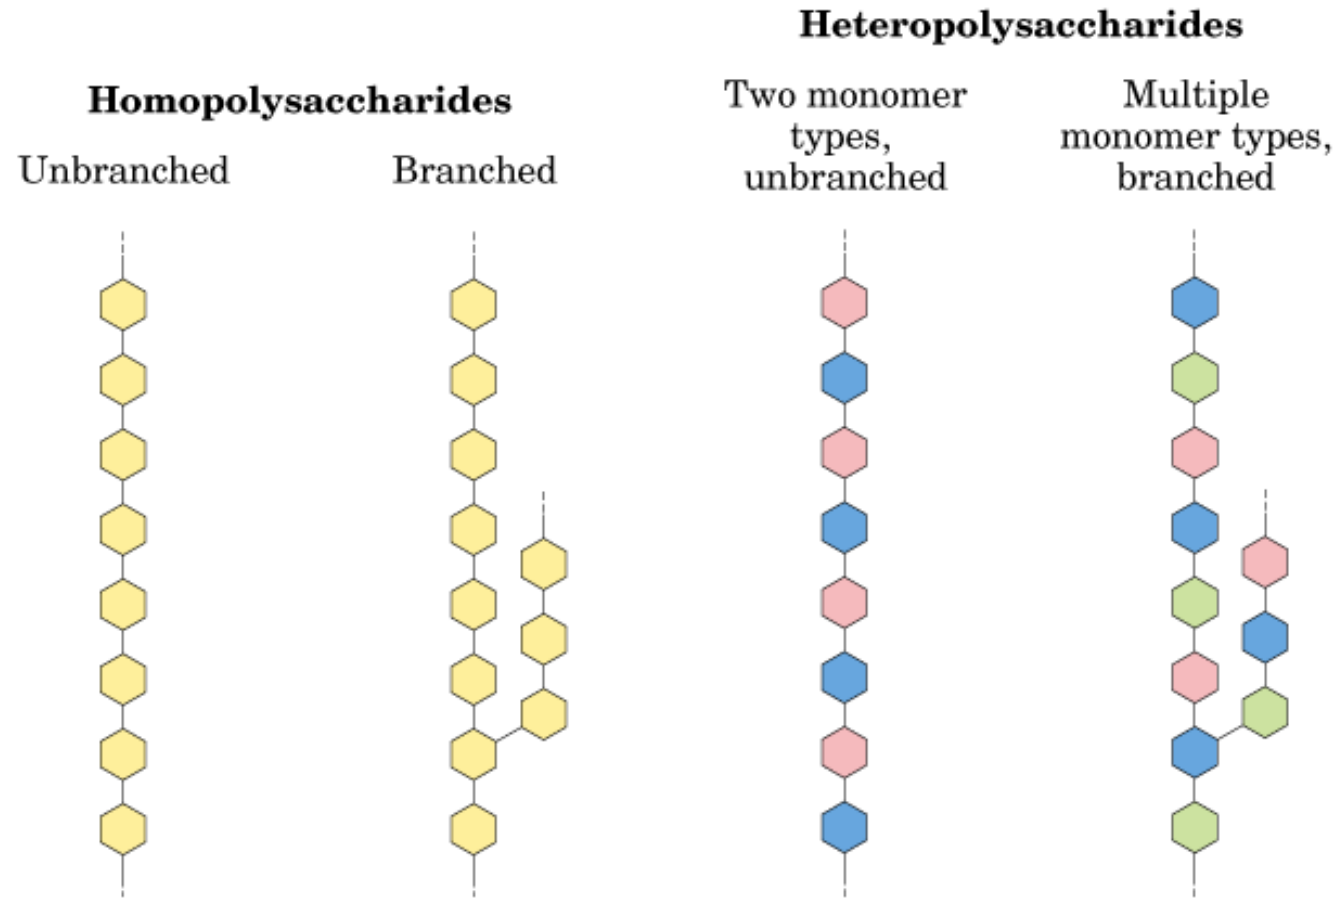 Homopolysaccharides
Unbranched
Branched
Heteropolysaccharides
Two monomer
types,
unbranched
Multiple
monomer types,
branched